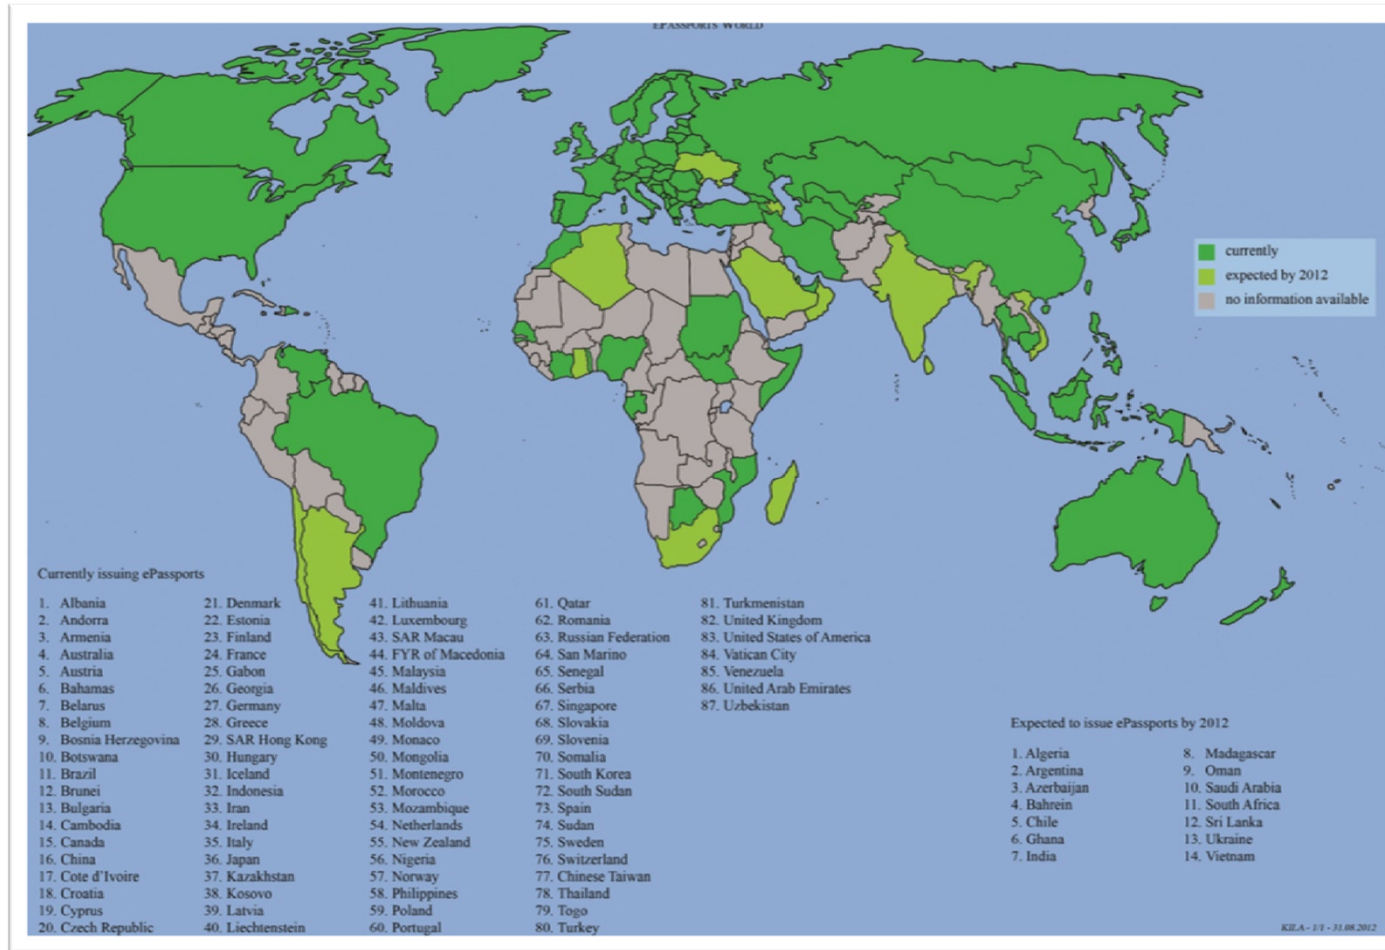 EPASSPORTS WORLD
currently
expected by 2012
no information available
Currently issuing ePassports
1. Albania
2. Andorra
3. Armenia
4. Australia
5. Austria
6. Bahamas
7. Belarus
8. Belgium
9. Bosnia Herzegovina
10. Botswana
11. Brazil
12. Brunei
13. Bulgaria
14. Cambodia
15. Canada
16. China
17. Cote d'Ivoire
18. Croatia
19. Cyprus
20. Czech Republic
21. Denmark
22. Estonia
23. Finland
24. France
25. Gabon
26. Georgia
27. Germany
28. Greece
29. SAR Hong Kong
30. Hungary
31. Iceland
32. Indonesia
33. Iran
34. Ireland
35. Italy
36. Japan
37. Kazakhstan
38. Kosovo
39. Latvia
40. Liechtenstein
41. Lithuania
42. Luxembourg
43. SAR Macau
44. FYR of Macedonia
45. Malaysia
46. Maldives
47. Malta
48. Moldova
49. Monaco
50. Mongolia
51. Montenegro
52. Morocco
53. Mozambique
54. Netherlands
55. New Zealand
56. Nigeria
57. Norway
58. Philippines
59. Poland
60. Portugal
61. Qatar
62. Romania
63. Russian Federation
64. San Marino
65. Senegal
66. Serbia
67. Singapore
68. Slovakia
69. Slovenia
70. Somalia
71. South Korea
72. South Sudan
73. Spain
74. Sudan
75. Sweden
76. Switzerland
77. Chinese Taiwan
78. Thailand
79. Togo
80. Turkey
81. Turkmenistan
82. United Kingdom
83. United States of America
84. Vatican City
85. Venezuela
86. United Arab Emirates
87. Uzbekistan
Expected to issue ePassports by 2012
1. Algeria
2. Argentina
3. Azerbaijan
4. Bahrein
5. Chile
6. Ghana
7. India
8. Madagascar
9. Oman
10. Saudi Arabia
11. South Africa
12. Sri Lanka
13. Ukraine
14. Vietnam
KILA - 1/1 - 31.08.2012